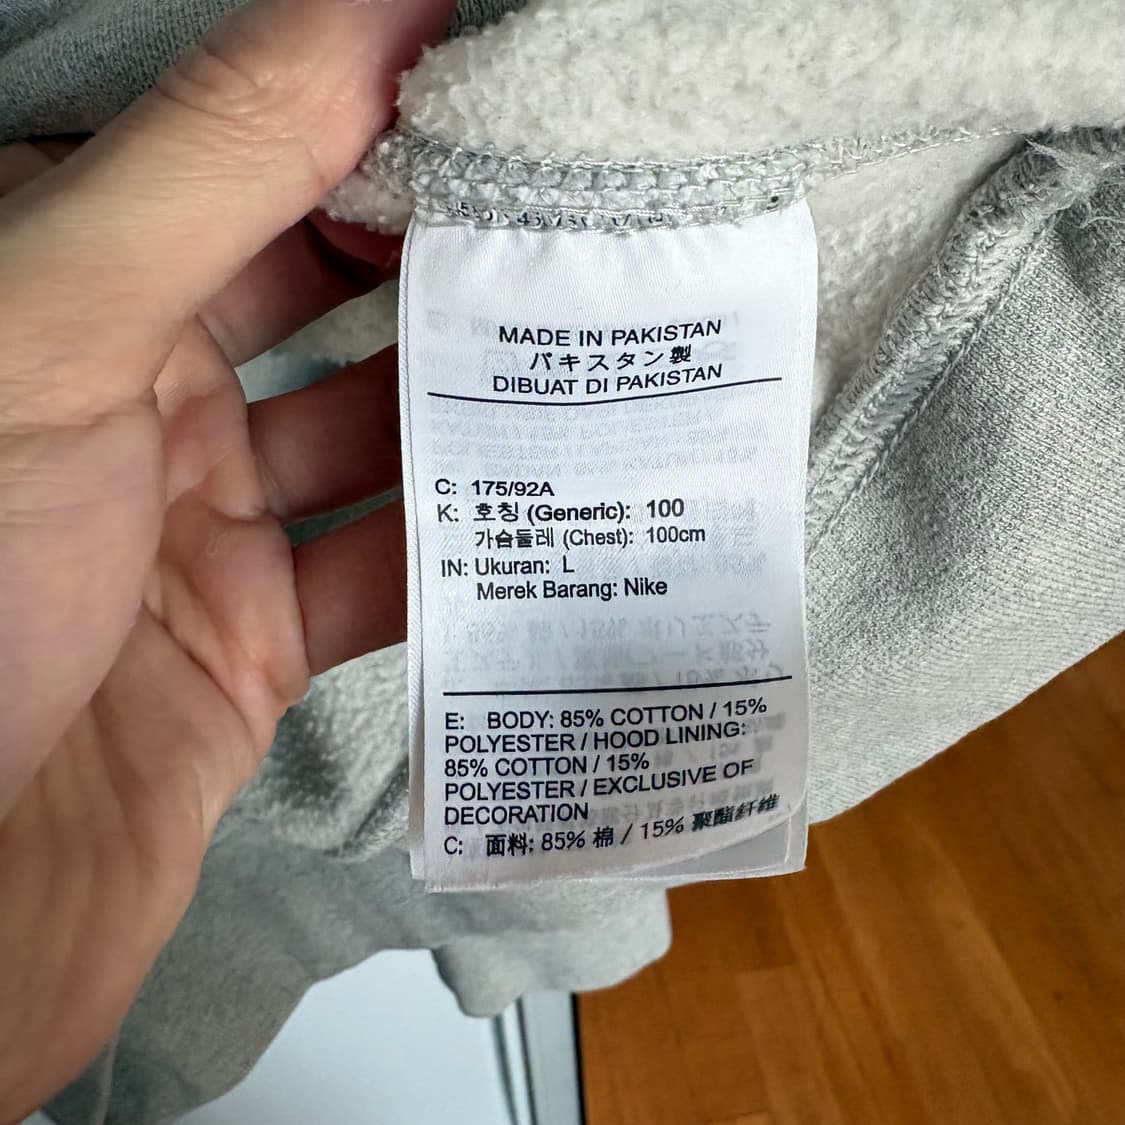 MADE IN PAKISTAN
パキスタン製
DIBUAT DI PAKISTAN
C: 175/92A
K: 호칭 (Generic): 100
가슴둘레 (Chest): 100cm
IN: Ukuran: L
Merek Barang: Nike
E: BODY: 85% COTTON / 15%
POLYESTER / HOOD LINING:
85% COTTON / 15%
POLYESTER / EXCLUSIVE OF
DECORATION
C: 面料: 85% 棉 / 15% 聚酯纤维